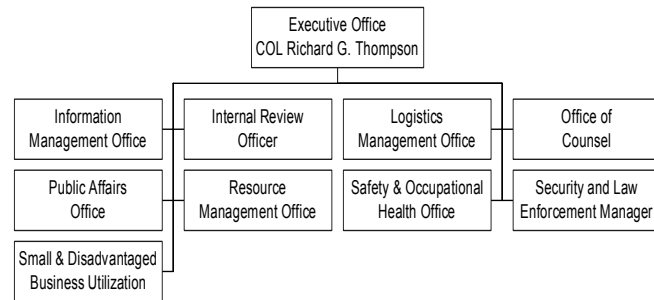 Executive Office
COL Richard G. Thompson
Information
Management Office
Internal Review
Officer
Logistics
Management Office
Office of
Counsel
Public Affairs
Office
Resource
Management Office
Safety & Occupational
Health Office
Security and Law
Enforcement Manager
Small & Disadvantaged
Business Utilization